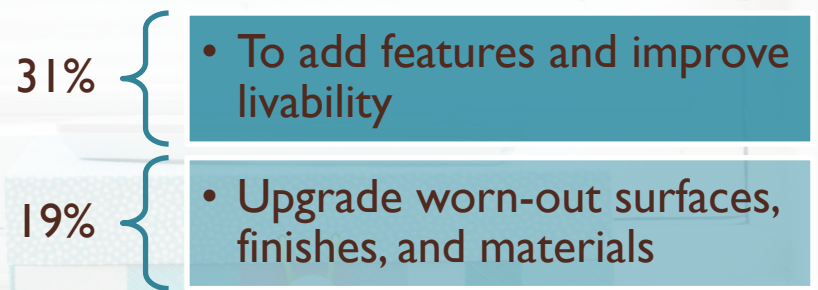 31%
• To add features and improve
livability
19%
• Upgrade worn-out surfaces,
finishes, and materials